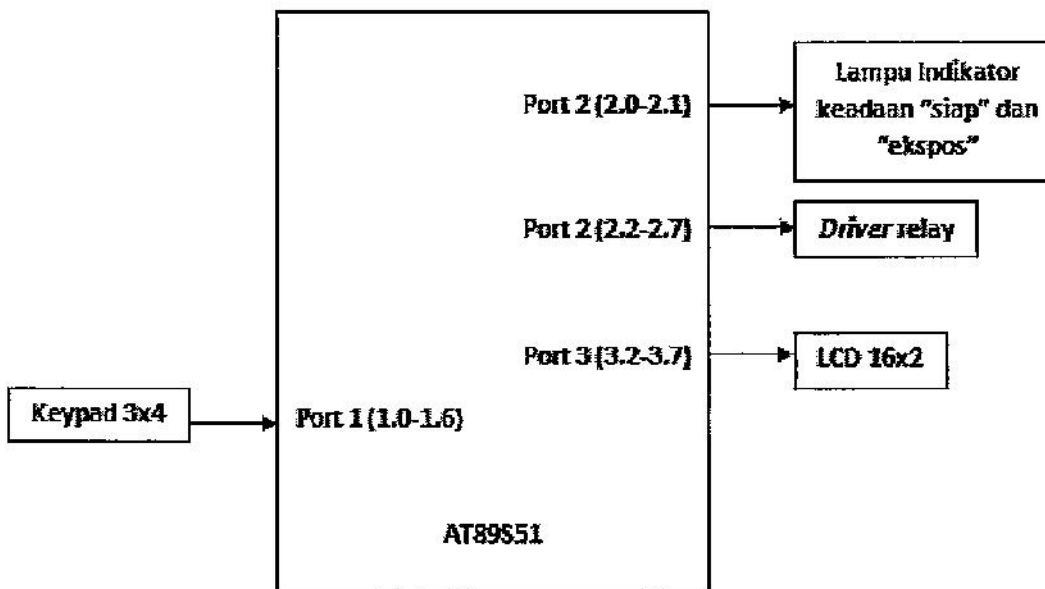 Port 2 (2.0-2.1)
Lampu Indikator
keadaan "siap" dan
"ekspos"
Port 2 (2.2-2.7)
Driver relay
Port 3 (3.2-3.7)
LCD 16x2
Keypad 3x4
Port 1 (1.0-1.6)
AT89S51